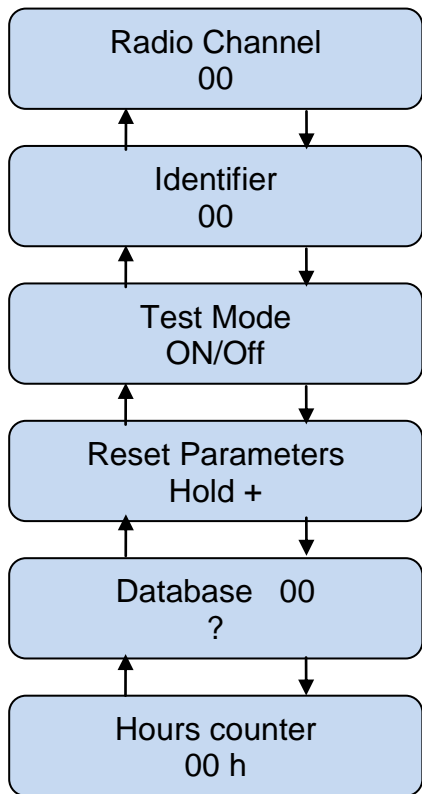 Radio Channel
00
Identifier
00
Test Mode
ON/Off
Reset Parameters
Hold +
Database 00
?
Hours counter
00 h